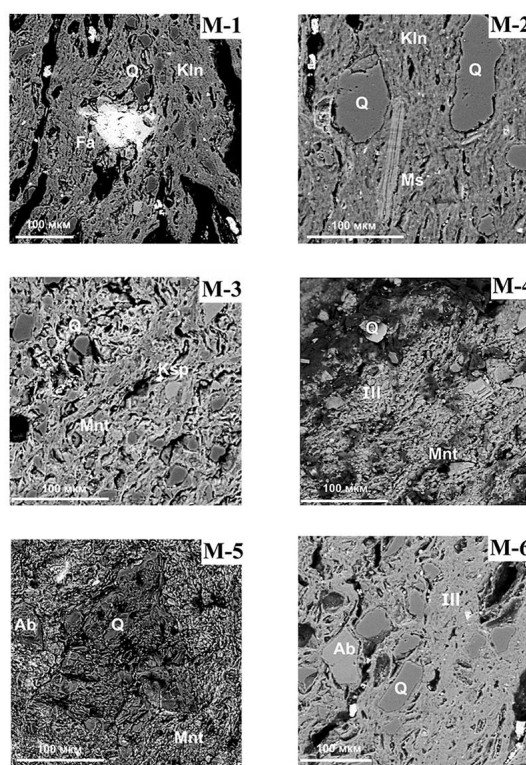 M-1
Q
Kln
Fa
100 мкм
M-2
Kln
Q
Q
Ms
100 мкм
M-3
Q
Ksp
Mnt
100 мкм
M-4
Q
Ill
Mnt
100 мкм
M-5
Ab
Q
Mnt
100 мкм
M-6
Ill
Ab
Q
100 мкм